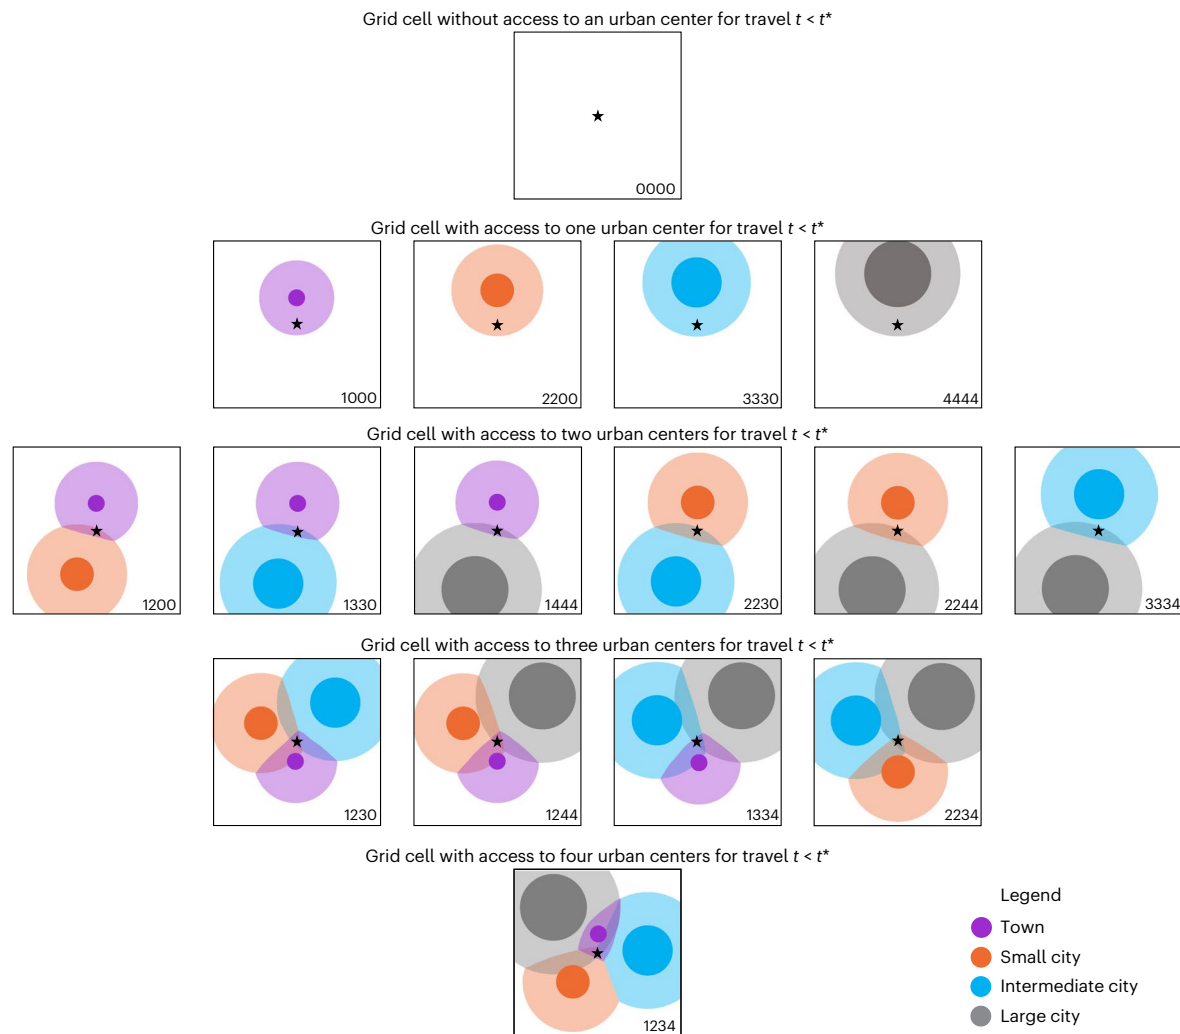 Grid cell without access to an urban center for travel t < t*
0000
Grid cell with access to one urban center for travel t < t*
1000
2200
3330
4444
Grid cell with access to two urban centers for travel t < t*
1200
1330
1444
2230
2244
3334
Grid cell with access to three urban centers for travel t < t*
1230
1244
1334
2234
Grid cell with access to four urban centers for travel t < t*
1234
Legend
Town
Small city
Intermediate city
Large city